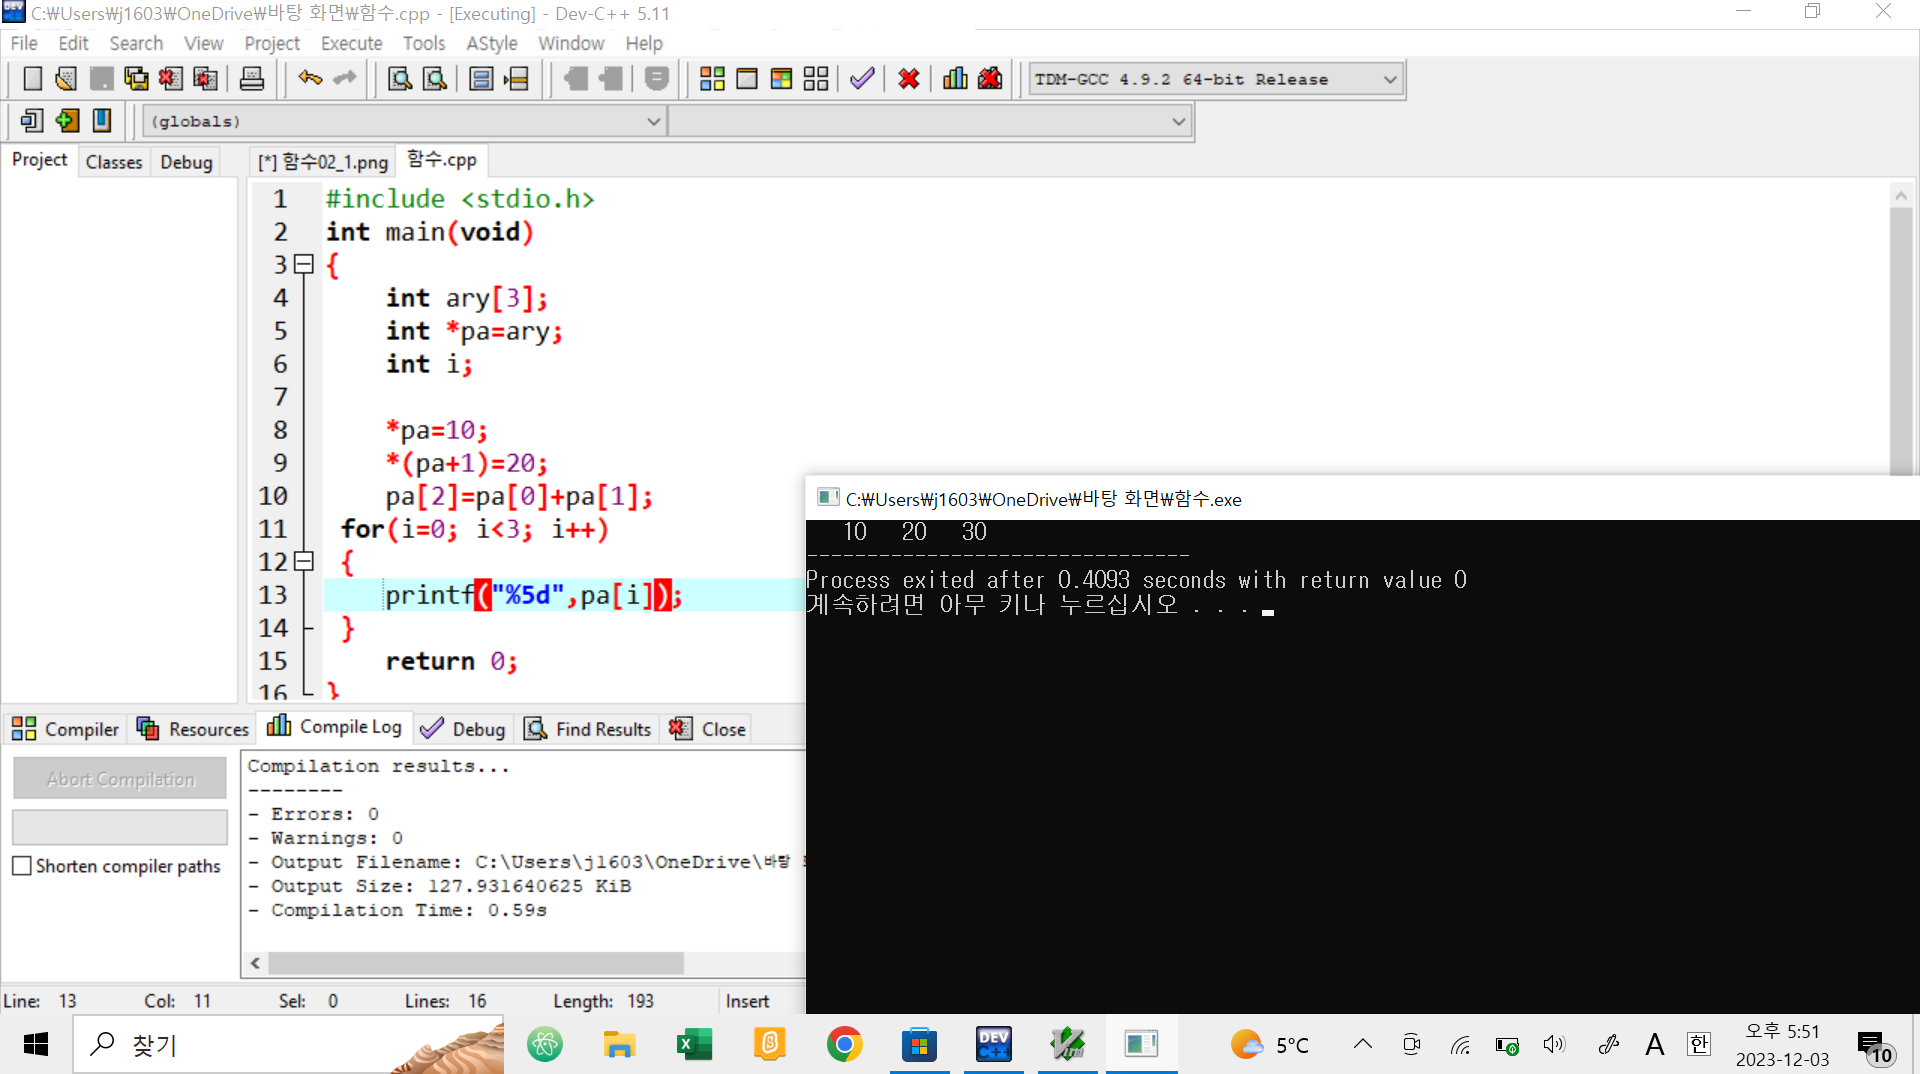 C:₩Users₩j1603₩OneDrive₩바탕 화면₩함수.cpp - [Executing] - Dev-C++ 5.11
File Edit Search View Project Execute Tools AStyle Window Help
TDM-GCC 4.9.2 64-bit Release
(globals)
Project Classes Debug [*] 함수02_1.png 함수.cpp
1 #include <stdio.h>
2 int main(void)
3 {
4 int ary[3];
5 int *pa=ary;
6 int i;
7
8 *pa=10;
9 *(pa+1)=20;
10 pa[2]=pa[0]+pa[1];
11 for(i=0; i<3; i++)
12 {
13 printf("%5d",pa[i]);
14 }
15 return 0;
16 }
C:₩Users₩j1603₩OneDrive₩바탕 화면₩함수.exe
10 20 30
--------------------------------
Process exited after 0.4093 seconds with return value 0
계속하려면 아무 키나 누르십시오 . . .
Compiler Resources Compile Log Debug Find Results Close
Abort Compilation
Shorten compiler paths
Compilation results...
--------
- Errors: 0
- Warnings: 0
- Output Filename: C:\Users\j1603\OneDrive\바탕
- Output Size: 127.931640625 KiB
- Compilation Time: 0.59s
Line: 13 Col: 11 Sel: 0 Lines: 16 Length: 193 Insert
찾기
DEV C++
5°C
A
한
오후 5:51
2023-12-03
10